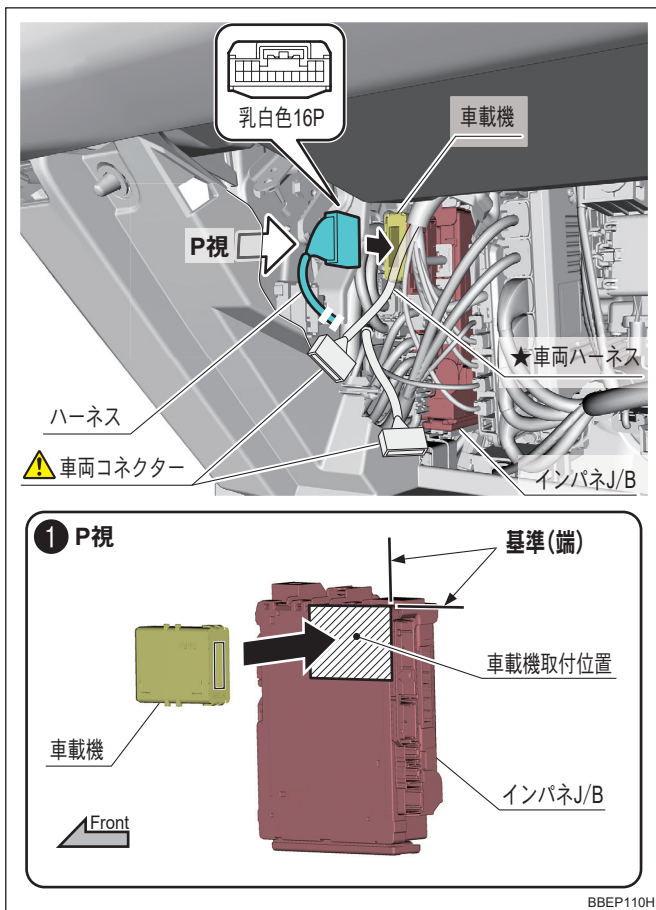 乳白色16P
車載機
P視
★車両ハーネス
ハーネス
車両コネクター
インパネJ/B
1 P視
基準(端)
車載機取付位置
車載機
インパネJ/B
Front
BBEP110H